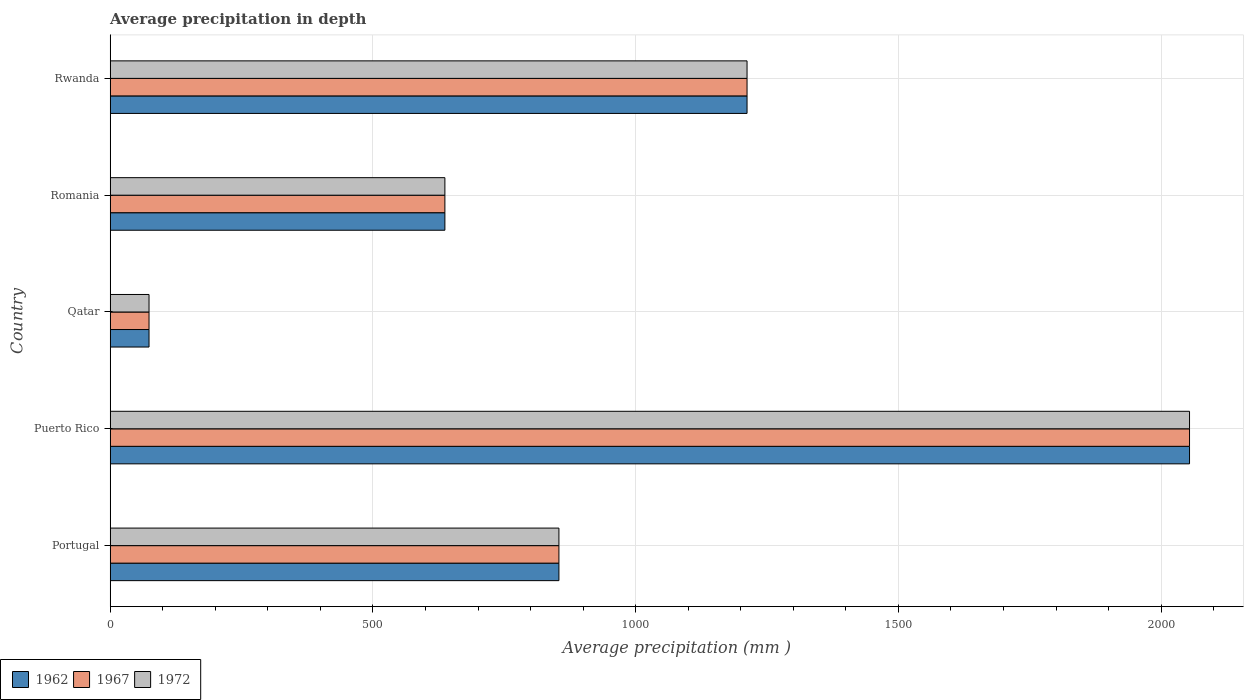 Average precipitation in depth
Rwanda
Romania
Qatar
Puerto Rico
Portugal
Country
0
500
1000
1500
2000
Average precipitation (mm )
1962
1967
1972